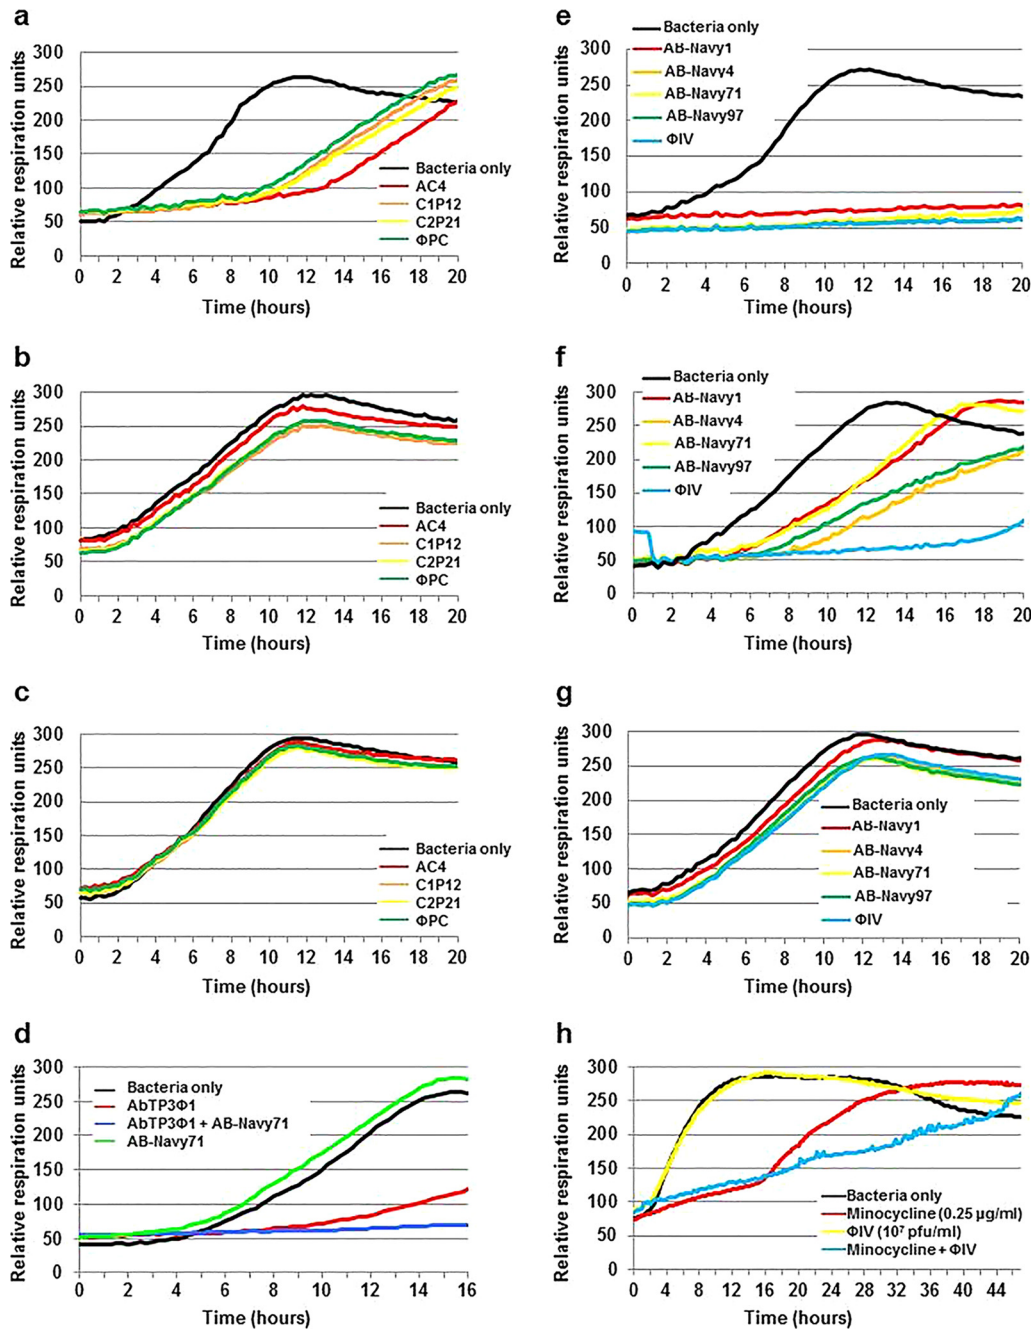 a
Relative respiration units
300
250
200
150
100
50
0
Bacteria only
AC4
C1P12
C2P21
ΦPC
0 2 4 6 8 10 12 14 16 18 20
Time (hours)
e
Relative respiration units
Bacteria only
AB-Navy1
AB-Navy4
AB-Navy71
AB-Navy97
ΦIV
300
250
200
150
100
50
0
0 2 4 6 8 10 12 14 16 18 20
Time (hours)
b
Relative respiration units
300
250
200
150
100
50
0
Bacteria only
AC4
C1P12
C2P21
ΦPC
0 2 4 6 8 10 12 14 16 18 20
Time (hours)
f
Relative respiration units
Bacteria only
AB-Navy1
AB-Navy4
AB-Navy71
AB-Navy97
ΦIV
300
250
200
150
100
50
0
0 2 4 6 8 10 12 14 16 18 20
Time (hours)
c
Relative respiration units
300
250
200
150
100
50
0
Bacteria only
AC4
C1P12
C2P21
ΦPC
0 2 4 6 8 10 12 14 16 18 20
Time (hours)
g
Relative respiration units
300
250
200
150
100
50
0
Bacteria only
AB-Navy1
AB-Navy4
AB-Navy71
AB-Navy97
ΦIV
0 2 4 6 8 10 12 14 16 18 20
Time (hours)
d
Relative respiration units
300
250
200
150
100
50
0
Bacteria only
AbTP3Φ1
AbTP3Φ1 + AB-Navy71
AB-Navy71
0 2 4 6 8 10 12 14 16
Time (hours)
h
Relative respiration units
300
250
200
150
100
50
0
Bacteria only
Minocycline (0.25 µg/ml)
ΦIV (10⁷ pfu/ml)
Minocycline + ΦIV
0 4 8 12 16 20 24 28 32 36 40 44
Time (hours)